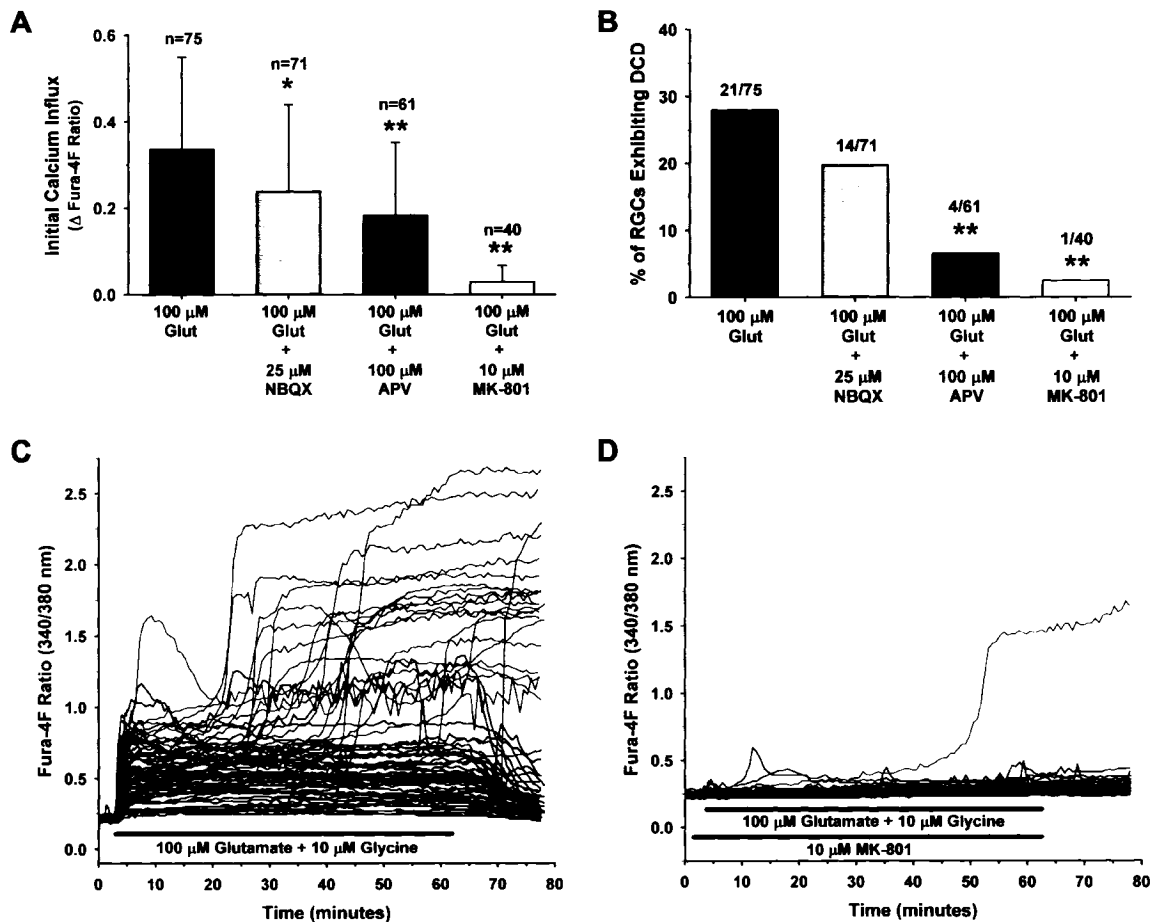 A
Initial Calcium Influx
(Δ Fura-4F Ratio)
0.6
0.4
0.2
0.0
n=75
n=71
*
n=61
**
n=40
**
100 µM
Glut
100 µM
Glut
+
25 µM
NBQX
100 µM
Glut
+
100 µM
APV
100 µM
Glut
+
10 µM
MK-801
B
% of RGCs Exhibiting DCD
40
30
20
10
0
21/75
14/71
4/61
**
1/40
**
100 µM
Glut
100 µM
Glut
+
25 µM
NBQX
100 µM
Glut
+
100 µM
APV
100 µM
Glut
+
10 µM
MK-801
C
Fura-4F Ratio (340/380 nm)
2.5
2.0
1.5
1.0
0.5
0.0
100 µM Glutamate + 10 µM Glycine
0 10 20 30 40 50 60 70 80
Time (minutes)
D
Fura-4F Ratio (340/380 nm)
2.5
2.0
1.5
1.0
0.5
0.0
100 µM Glutamate + 10 µM Glycine
10 µM MK-801
0 10 20 30 40 50 60 70 80
Time (minutes)